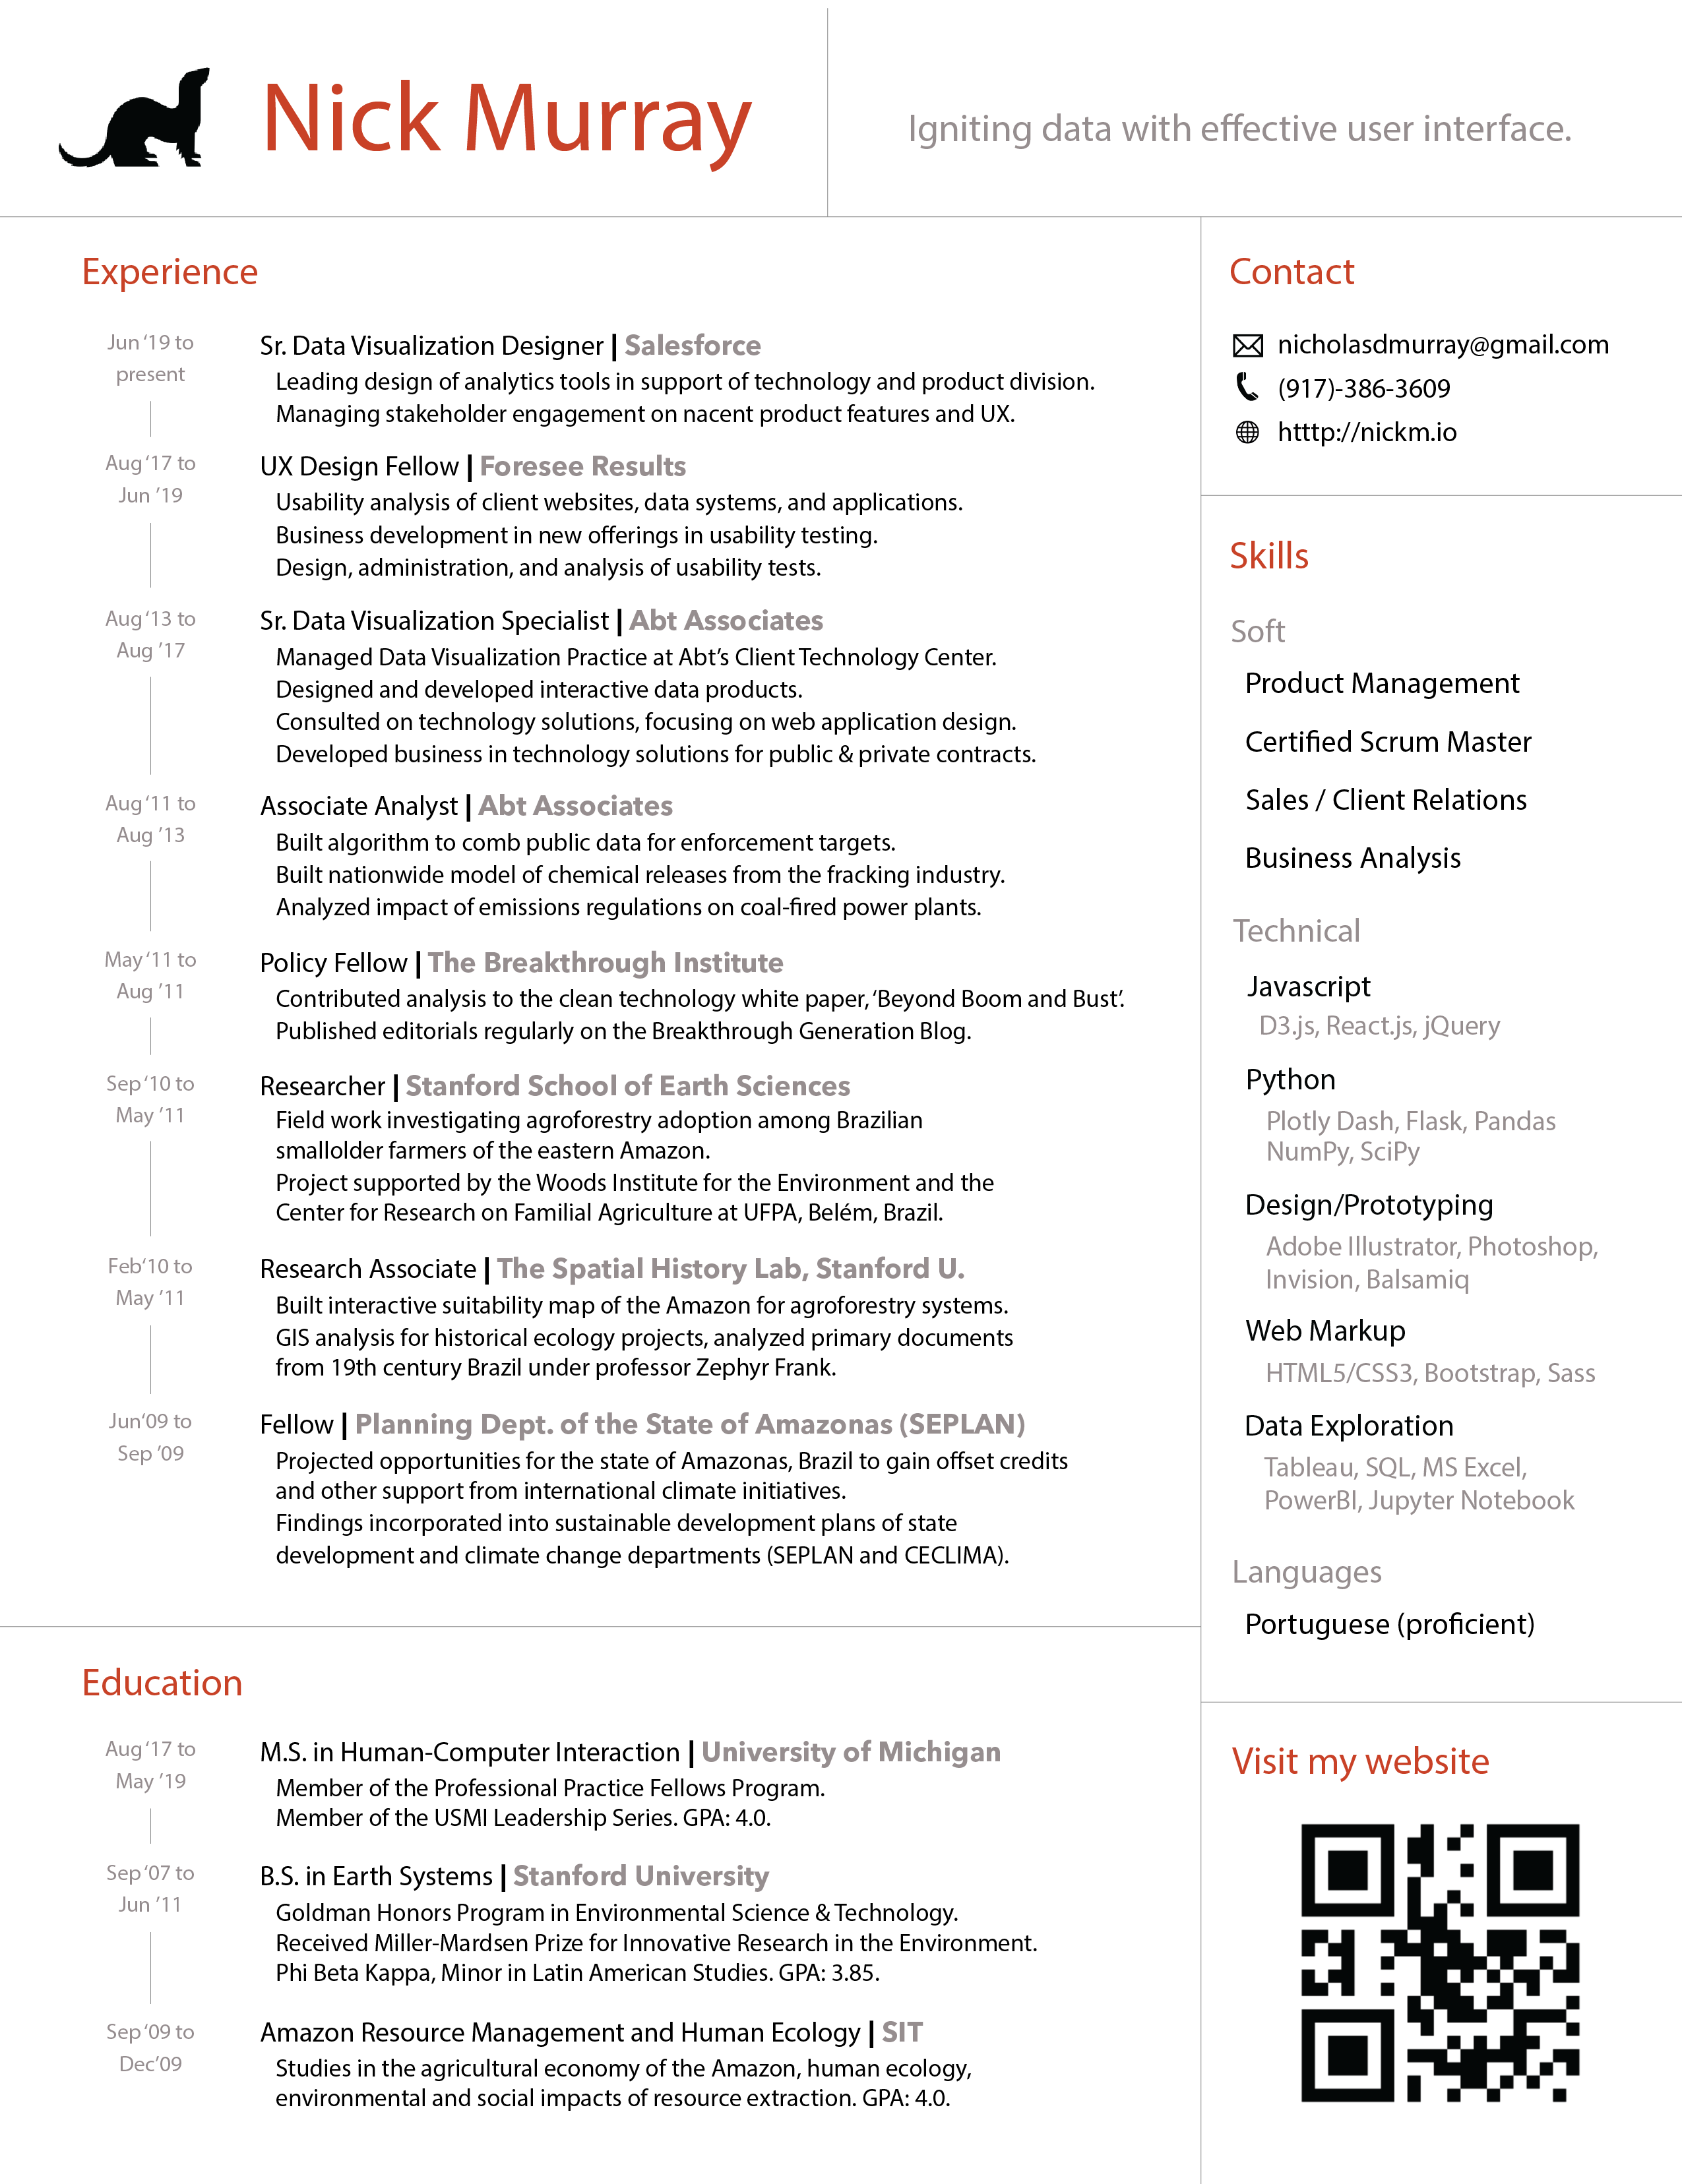 Nick Murray
Igniting data with effective user interface.
Experience
Jun ‘19 to
present
Sr. Data Visualization Designer | Salesforce
Leading design of analytics tools in support of technology and product division.
Managing stakeholder engagement on nacent product features and UX.
Aug ‘17 to
Jun ’19
UX Design Fellow | Foresee Results
Usability analysis of client websites, data systems, and applications.
Business development in new offerings in usability testing.
Design, administration, and analysis of usability tests.
Aug ‘13 to
Aug ’17
Sr. Data Visualization Specialist | Abt Associates
Managed Data Visualization Practice at Abt’s Client Technology Center.
Designed and developed interactive data products.
Consulted on technology solutions, focusing on web application design.
Developed business in technology solutions for public & private contracts.
Aug ‘11 to
Aug ’13
Associate Analyst | Abt Associates
Built algorithm to comb public data for enforcement targets.
Built nationwide model of chemical releases from the fracking industry.
Analyzed impact of emissions regulations on coal-fired power plants.
May ‘11 to
Aug ’11
Policy Fellow | The Breakthrough Institute
Contributed analysis to the clean technology white paper, ‘Beyond Boom and Bust’.
Published editorials regularly on the Breakthrough Generation Blog.
Sep ‘10 to
May ’11
Researcher | Stanford School of Earth Sciences
Field work investigating agroforestry adoption among Brazilian
smallolder farmers of the eastern Amazon.
Project supported by the Woods Institute for the Environment and the
Center for Research on Familial Agriculture at UFPA, Belém, Brazil.
Feb‘10 to
May ’11
Research Associate | The Spatial History Lab, Stanford U.
Built interactive suitability map of the Amazon for agroforestry systems.
GIS analysis for historical ecology projects, analyzed primary documents
from 19th century Brazil under professor Zephyr Frank.
Jun‘09 to
Sep ’09
Fellow | Planning Dept. of the State of Amazonas (SEPLAN)
Projected opportunities for the state of Amazonas, Brazil to gain offset credits
and other support from international climate initiatives.
Findings incorporated into sustainable development plans of state
development and climate change departments (SEPLAN and CECLIMA).
Education
Aug ‘17 to
May ’19
M.S. in Human-Computer Interaction | University of Michigan
Member of the Professional Practice Fellows Program.
Member of the USMI Leadership Series. GPA: 4.0.
Sep ‘07 to
Jun ’11
B.S. in Earth Systems | Stanford University
Goldman Honors Program in Environmental Science & Technology.
Received Miller-Mardsen Prize for Innovative Research in the Environment.
Phi Beta Kappa, Minor in Latin American Studies. GPA: 3.85.
Sep ‘09 to
Dec’09
Amazon Resource Management and Human Ecology | SIT
Studies in the agricultural economy of the Amazon, human ecology,
environmental and social impacts of resource extraction. GPA: 4.0.
Contact
nicholasdmurray@gmail.com
(917)-386-3609
htttp://nickm.io
Skills
Soft
Product Management
Certified Scrum Master
Sales / Client Relations
Business Analysis
Technical
Javascript
D3.js, React.js, jQuery
Python
Plotly Dash, Flask, Pandas
NumPy, SciPy
Design/Prototyping
Adobe Illustrator, Photoshop,
Invision, Balsamiq
Web Markup
HTML5/CSS3, Bootstrap, Sass
Data Exploration
Tableau, SQL, MS Excel,
PowerBI, Jupyter Notebook
Languages
Portuguese (proficient)
Visit my website